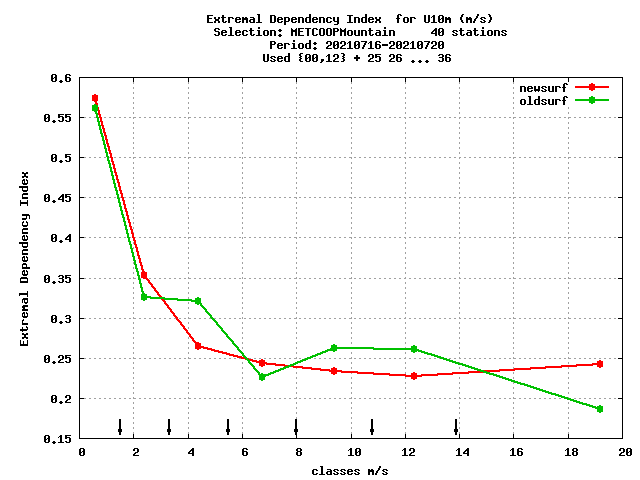 Extremal Dependency Index  for U10m (m/s)
Selection: METCOOPMountain     40 stations
Period: 20210716-20210720
Used {00,12} + 25 26 ... 36
newsurf
oldsurf
0.6
0.55
0.5
0.45
0.4
0.35
0.3
0.25
0.2
0.15
Extremal Dependency Index
0 2 4 6 8 10 12 14 16 18 20
classes m/s